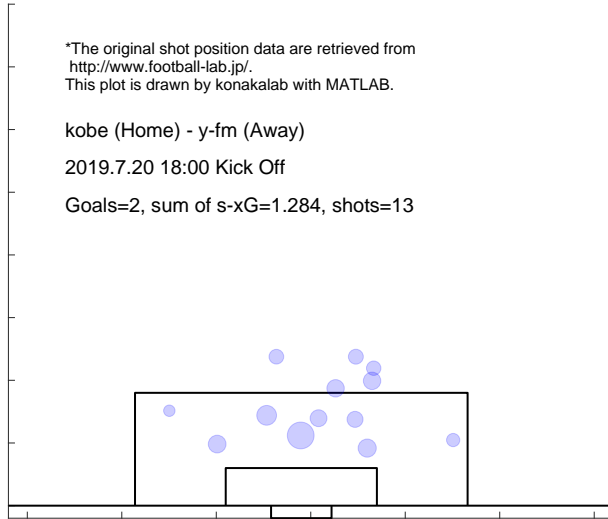 *The original shot position data are retrieved from
http://www.football-lab.jp/.
This plot is drawn by konakalab with MATLAB.
kobe (Home) - y-fm (Away)
2019.7.20 18:00 Kick Off
Goals=2, sum of s-xG=1.284, shots=13